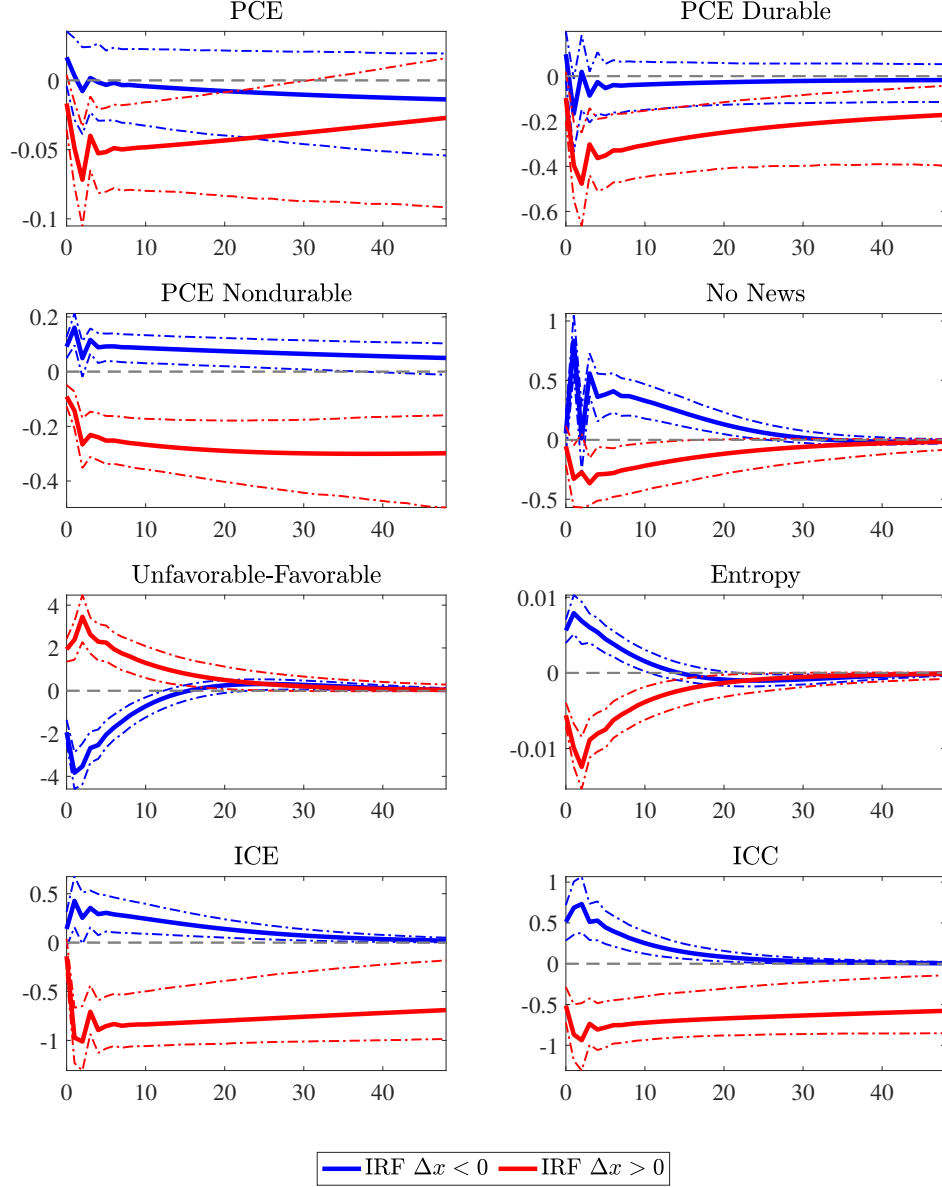 PCE
0
-0.05
-0.1
0 10 20 30 40
PCE Durable
0
-0.2
-0.4
-0.6
0 10 20 30 40
PCE Nondurable
0.2
0
-0.2
-0.4
0 10 20 30 40
No News
1
0.5
0
-0.5
0 10 20 30 40
Unfavorable-Favorable
4
2
0
-2
-4
0 10 20 30 40
Entropy
0.01
0
-0.01
0 10 20 30 40
ICE
0.5
0
-0.5
-1
0 10 20 30 40
ICC
1
0.5
0
-0.5
-1
0 10 20 30 40
IRF Δx < 0 IRF Δx > 0